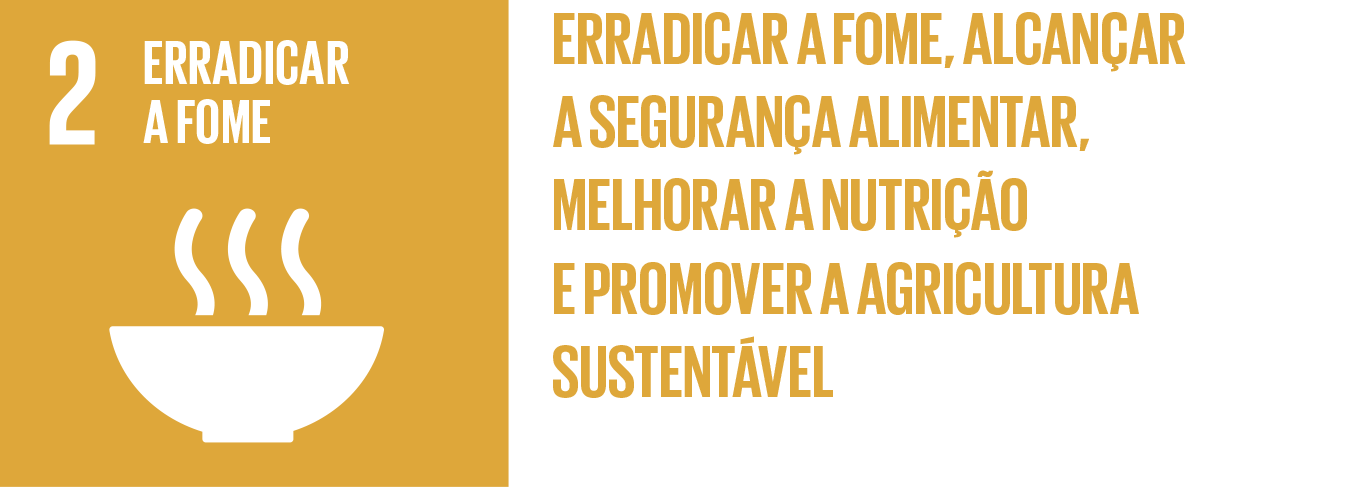 2
ERRADICAR
A FOME
ERRADICAR A FOME, ALCANÇAR
A SEGURANÇA ALIMENTAR,
MELHORAR A NUTRIÇÃO
E PROMOVER A AGRICULTURA
SUSTENTÁVEL